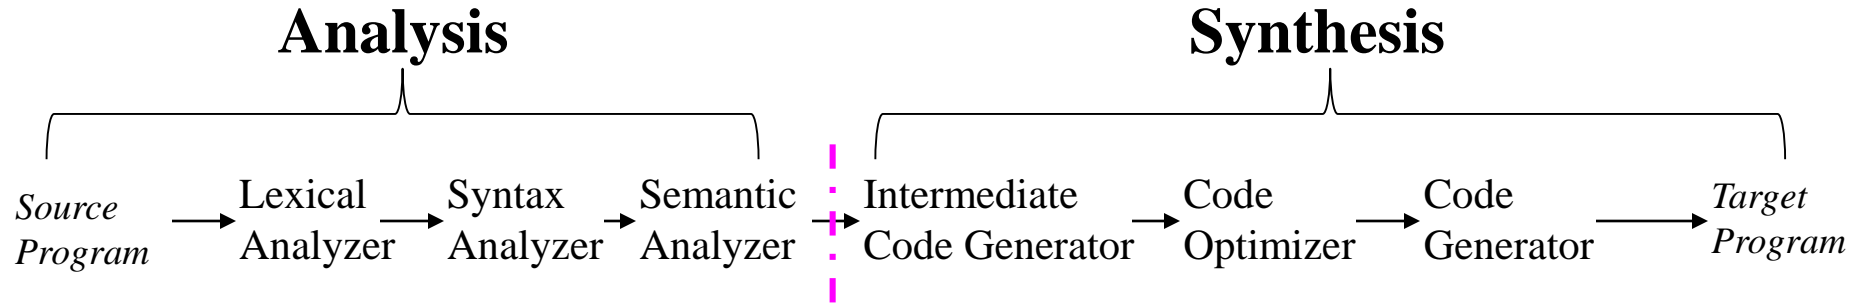 Analysis
Synthesis
Source
Program
Lexical
Analyzer
Syntax
Analyzer
Semantic
Analyzer
Intermediate
Code Generator
Code
Optimizer
Code
Generator
Target
Program